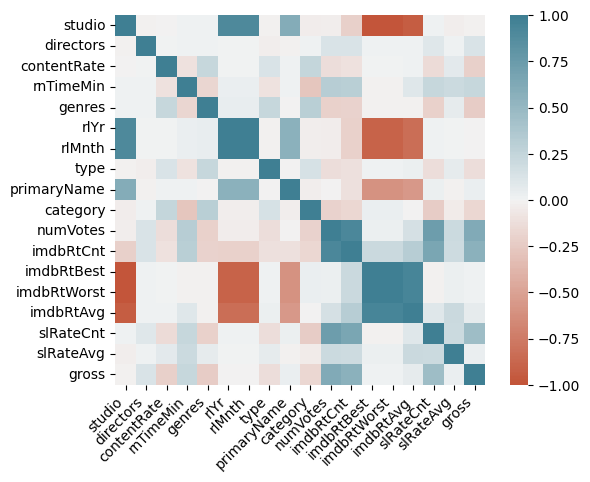 studio
directors
contentRate
rnTimeMin
genres
rlYr
rlMnth
type
primaryName
category
numVotes
imdbRtCnt
imdbRtBest
imdbRtWorst
imdbRtAvg
slRateCnt
slRateAvg
gross
studio
directors
contentRate
rnTimeMin
genres
rlYr
rlMnth
type
primaryName
category
numVotes
imdbRtCnt
imdbRtBest
imdbRtWorst
imdbRtAvg
slRateCnt
slRateAvg
gross
1.00
0.75
0.50
0.25
0.00
−0.25
−0.50
−0.75
−1.00